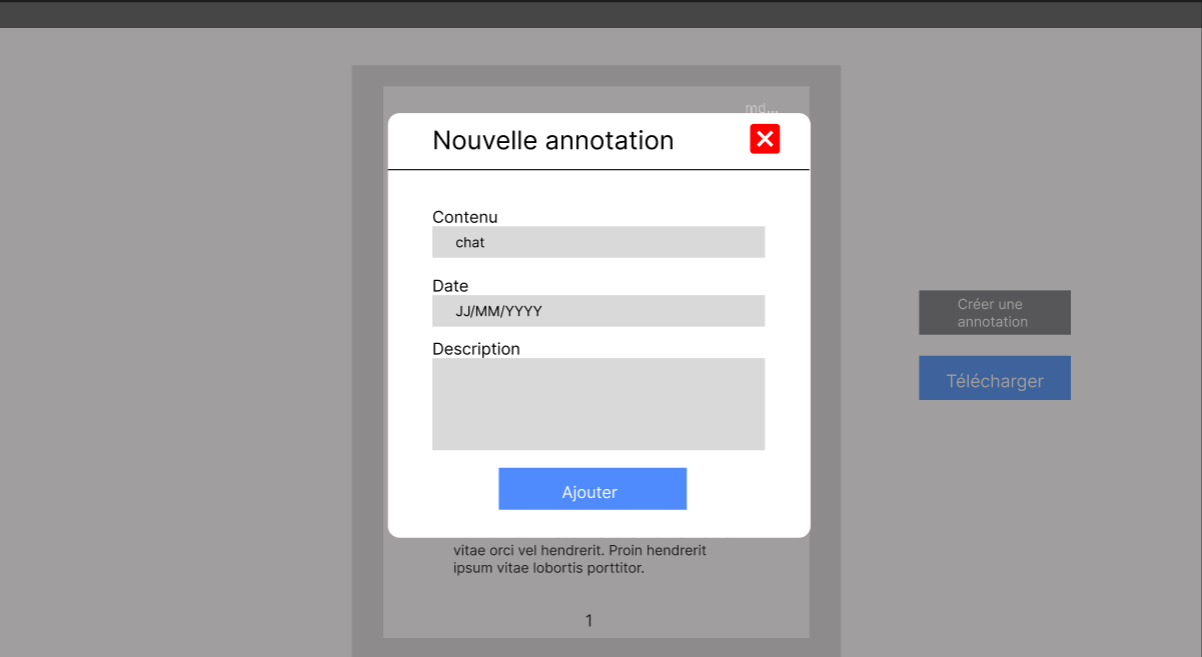 md...
Nouvelle annotation
Contenu
chat
Date
JJ/MM/YYYY
Description
Ajouter
vitae orci vel hendrerit. Proin hendrerit
ipsum vitae lobortis porttitor.
1
Créer une
annotation
Télécharger